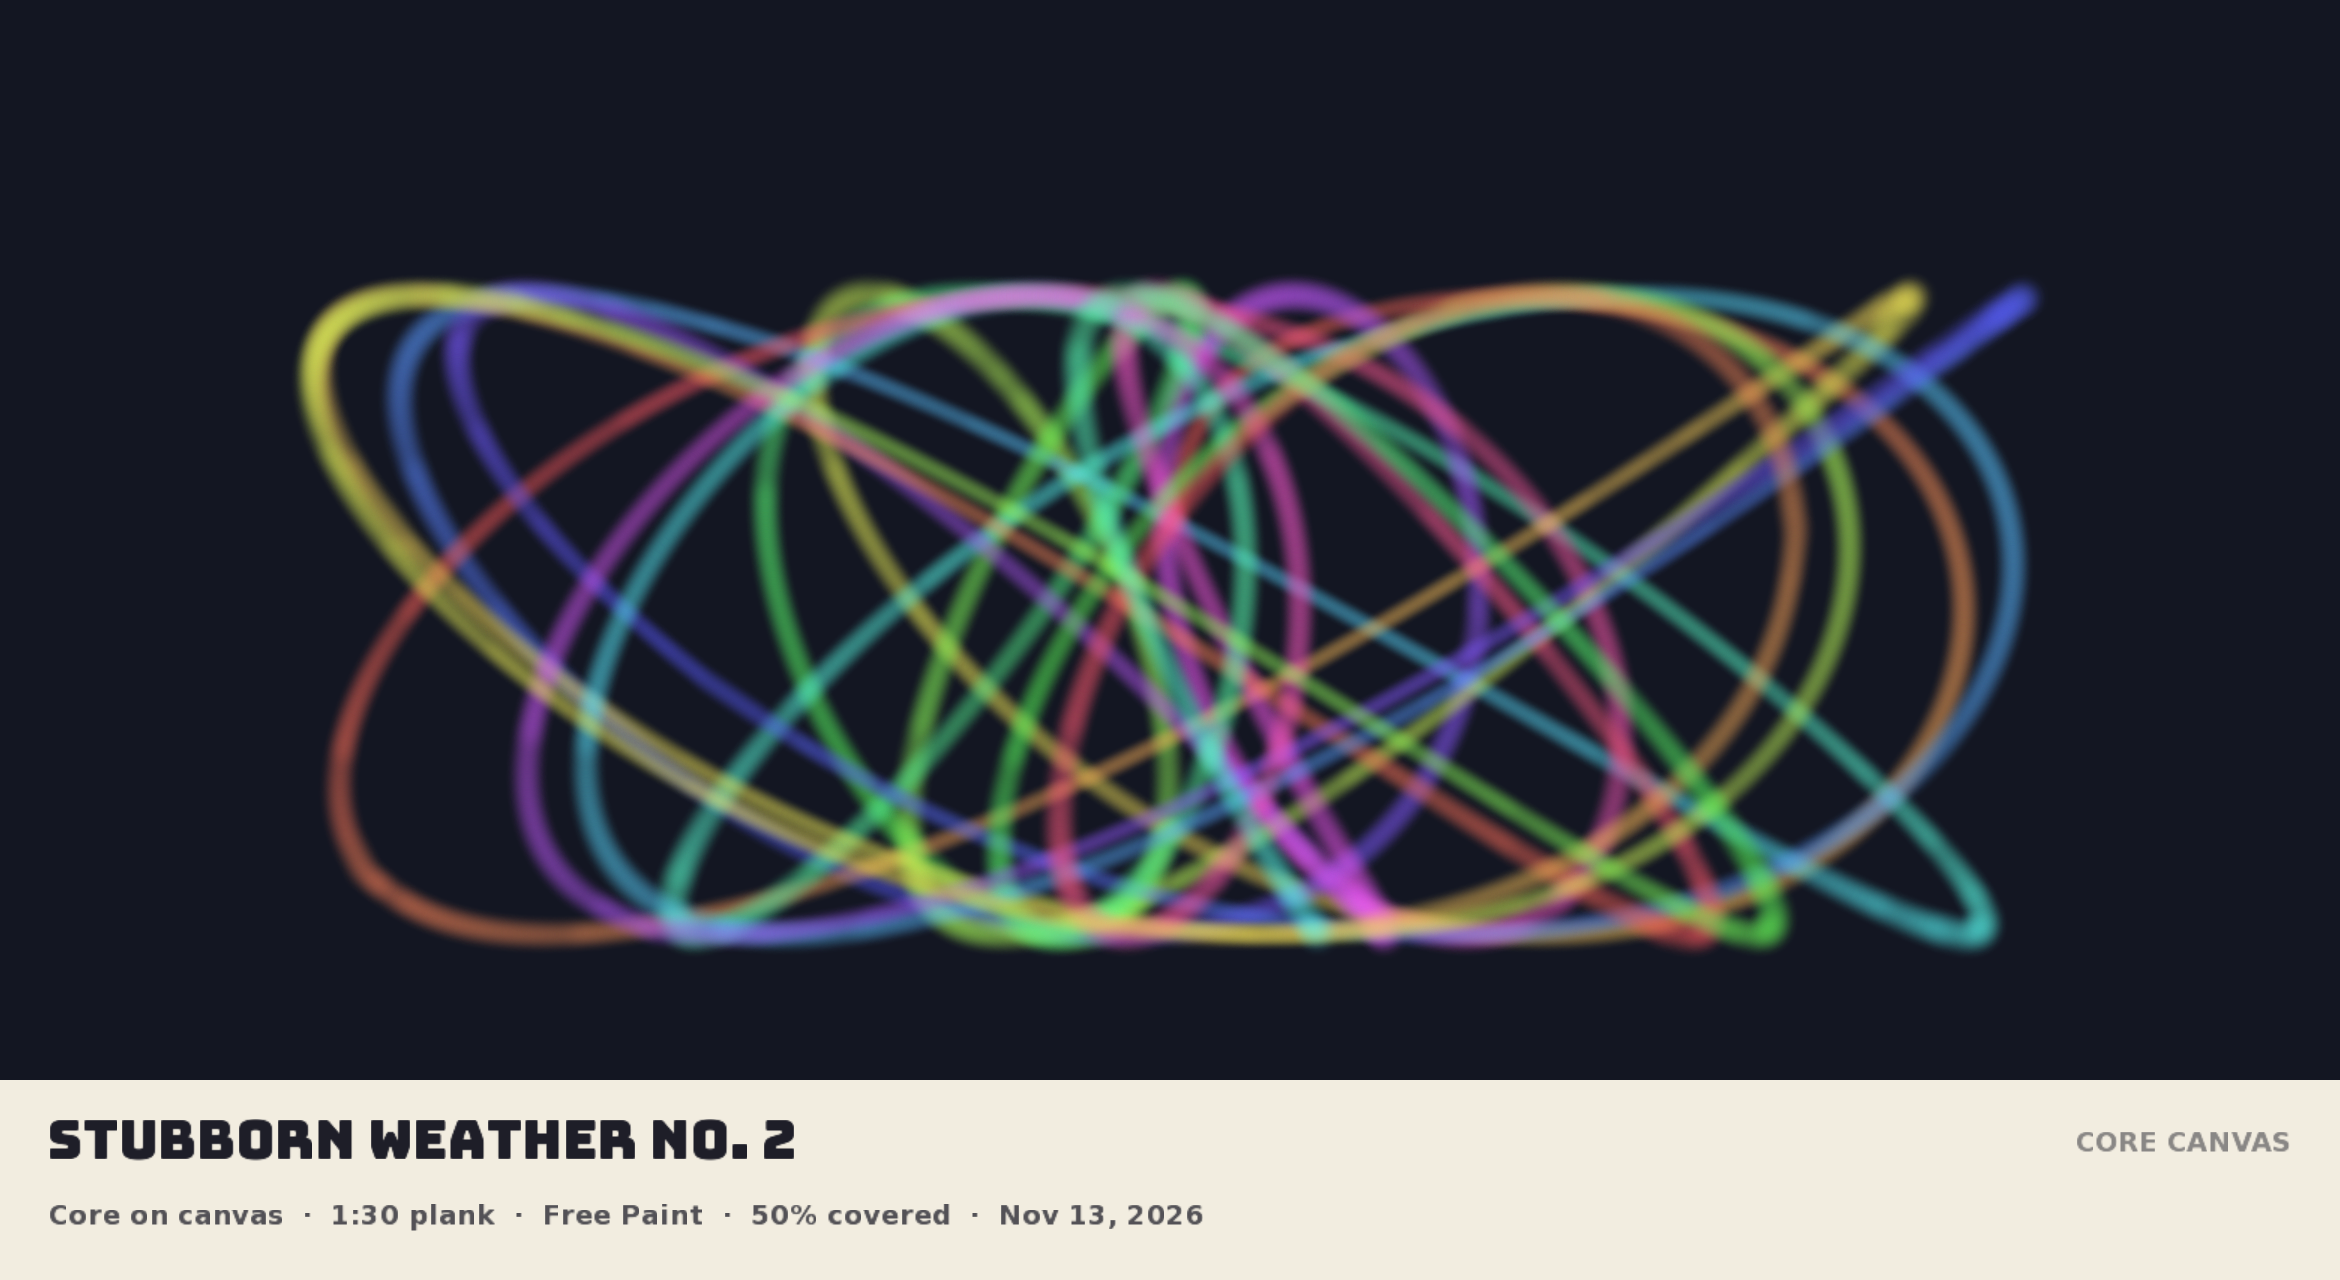 STUBBORN WEATHER NO. 2
CORE CANVAS
Core on canvas · 1:30 plank · Free Paint · 50% covered · Nov 13, 2026